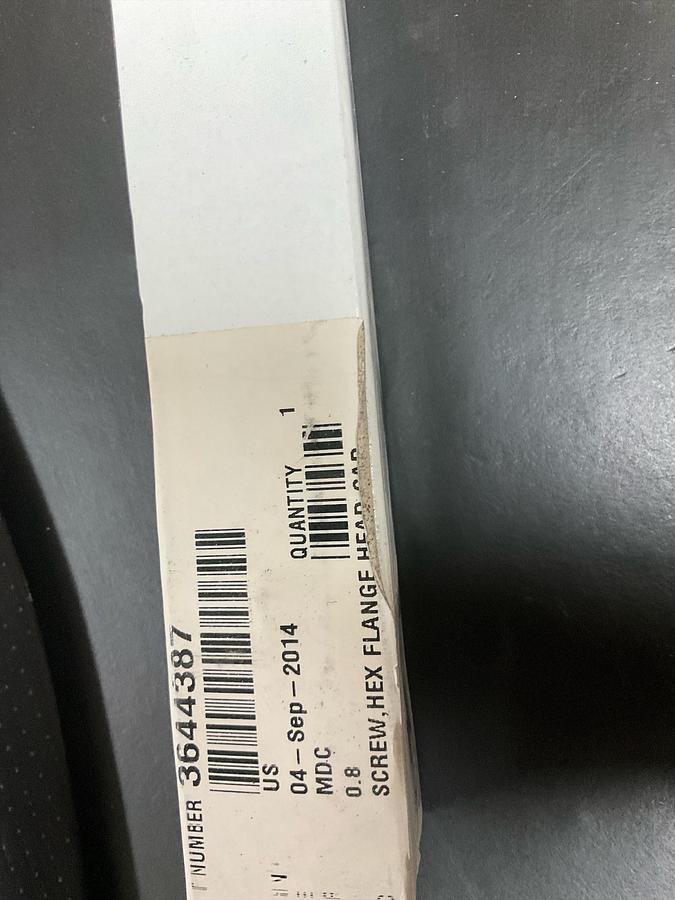 NUMBER 3644387
US
04-Sep-2014
QUANTITY 1
MDC
0.8
SCREW,HEX FLANGE HEAD CAP